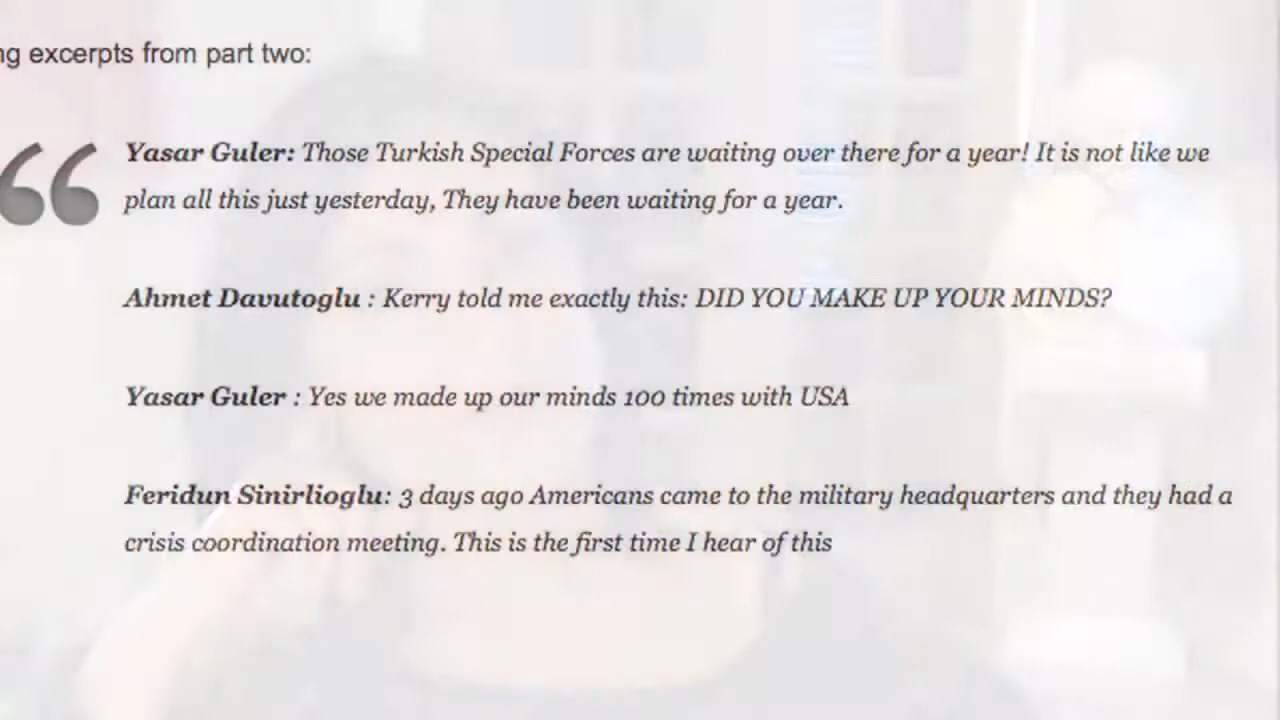 ng excerpts from part two:
“
Yasar Guler: Those Turkish Special Forces are waiting over there for a year! It is not like we
plan all this just yesterday, They have been waiting for a year.
Ahmet Davutoglu : Kerry told me exactly this: DID YOU MAKE UP YOUR MINDS?
Yasar Guler : Yes we made up our minds 100 times with USA
Feridun Sinirlioglu: 3 days ago Americans came to the military headquarters and they had a
crisis coordination meeting. This is the first time I hear of this